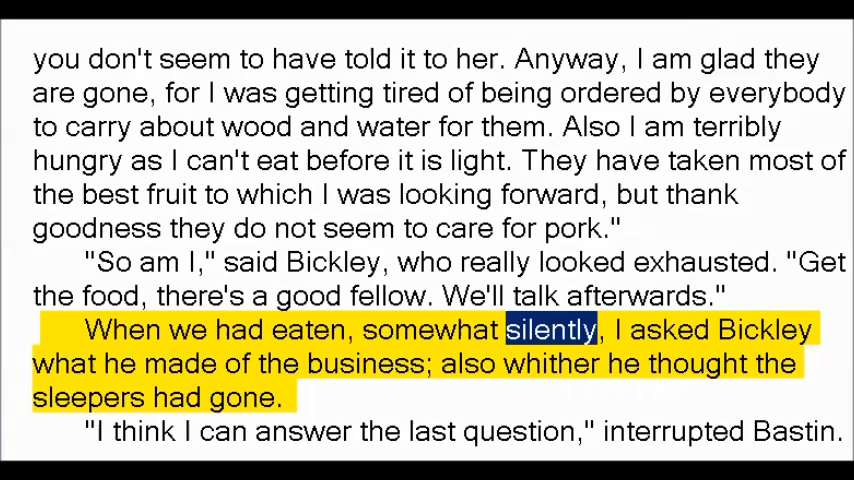 you don't seem to have told it to her. Anyway, I am glad they
are gone, for I was getting tired of being ordered by everybody
to carry about wood and water for them. Also I am terribly
hungry as I can't eat before it is light. They have taken most of
the best fruit to which I was looking forward, but thank
goodness they do not seem to care for pork."
"So am I," said Bickley, who really looked exhausted. "Get
the food, there's a good fellow. We'll talk afterwards."
When we had eaten, somewhat silently, I asked Bickley
what he made of the business; also whither he thought the
sleepers had gone.
"I think I can answer the last question," interrupted Bastin.